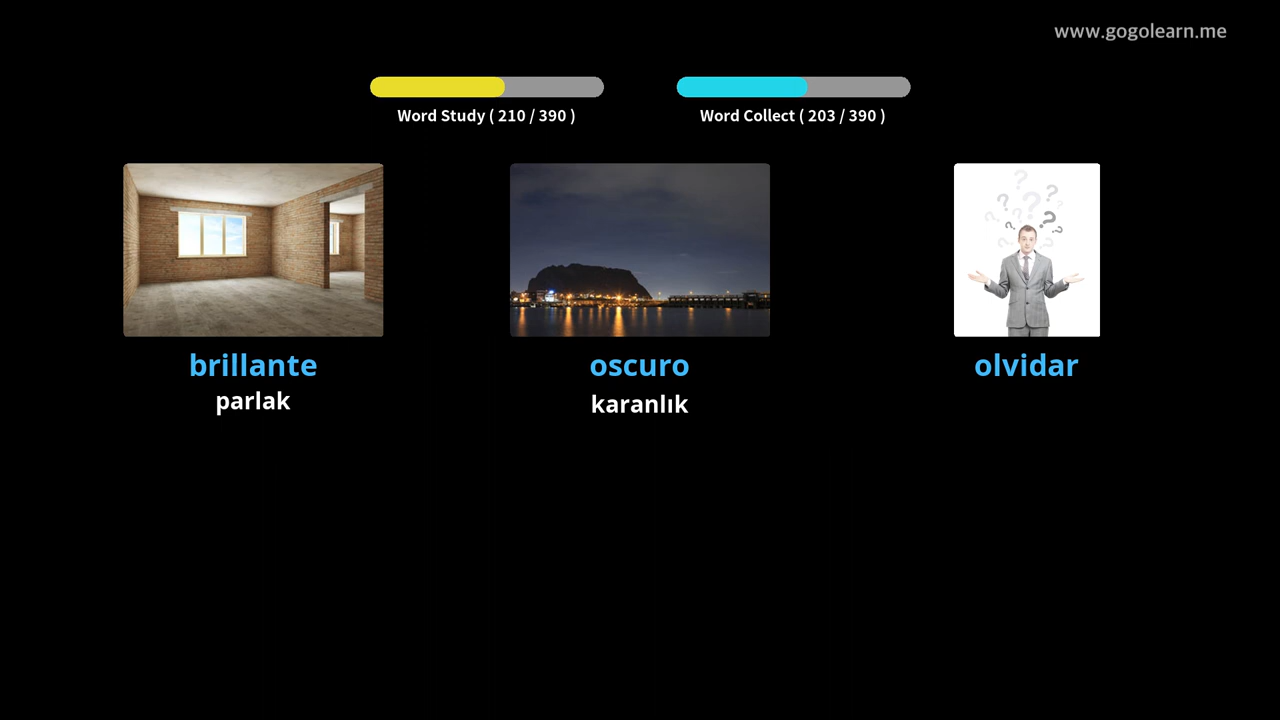 www.gogolearn.me
Word Study ( 210 / 390 )
Word Collect ( 203 / 390 )
brillante
parlak
oscuro
karanlık
olvidar